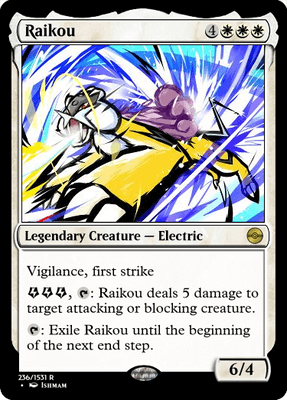 Raikou 4
Legendary Creature — Electric
Vigilance, first strike
, : Raikou deals 5 damage to
target attacking or blocking creature.
: Exile Raikou until the beginning
of the next end step.
6/4
236/1531 R
• Ishmam